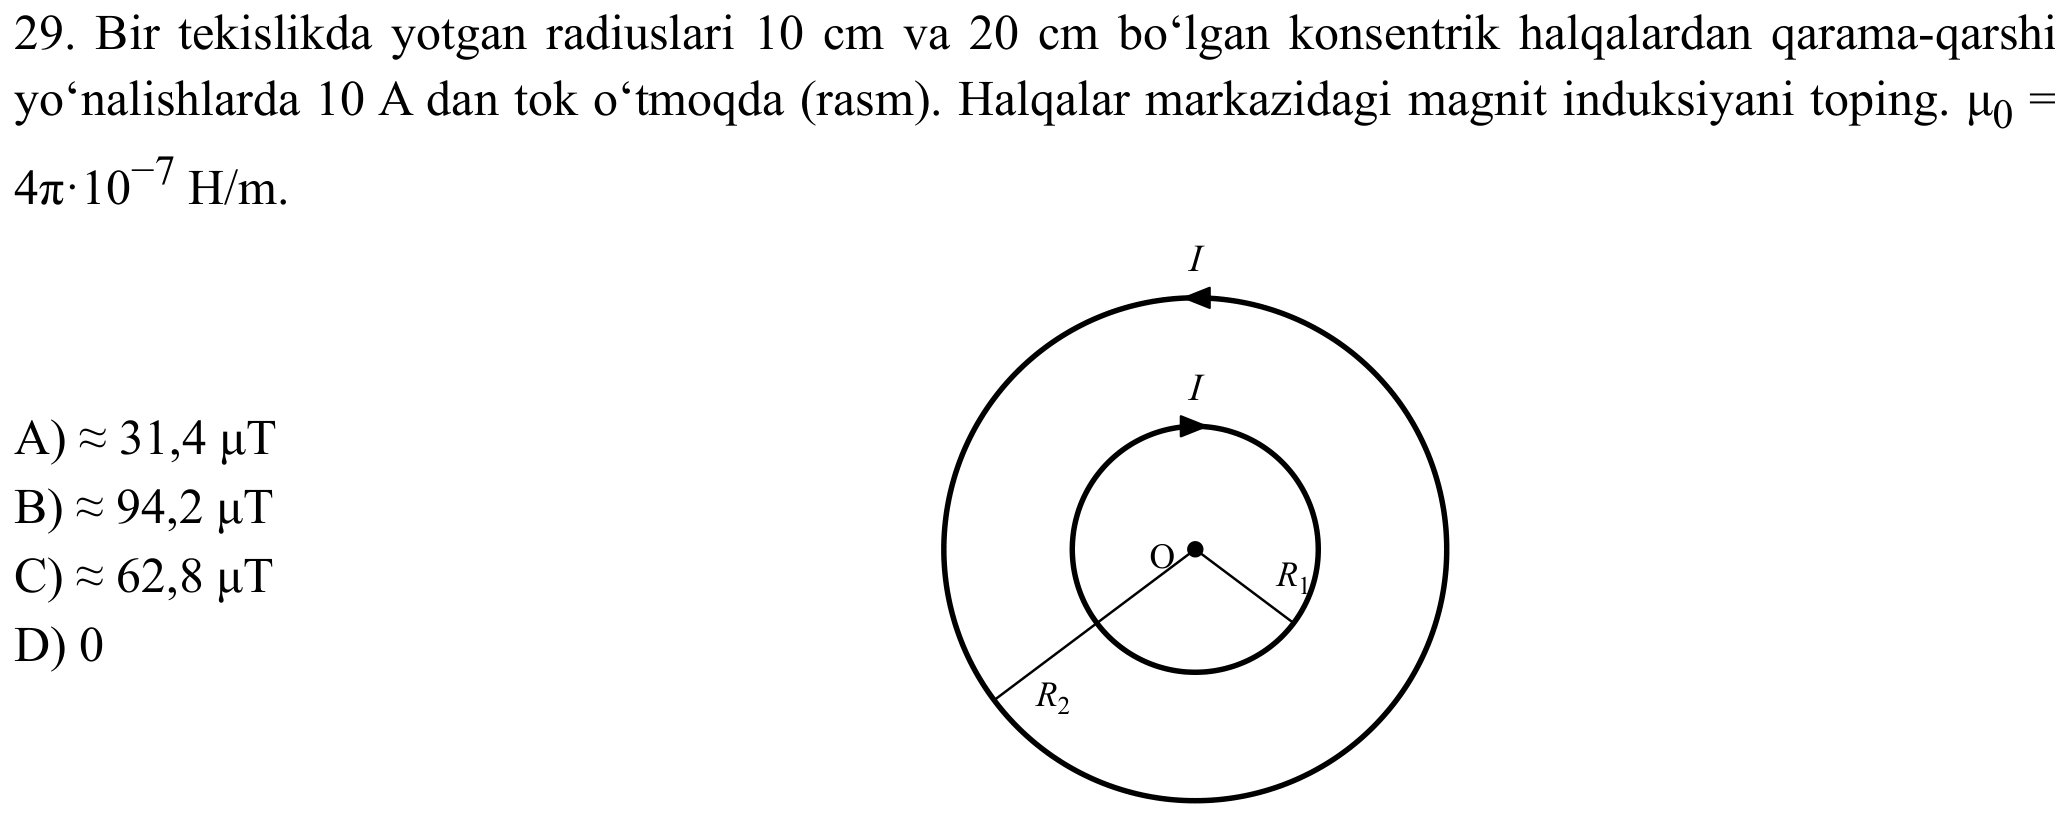 29. Bir tekislikda yotgan radiuslari 10 cm va 20 cm bo‘lgan konsentrik halqalardan qarama-qarshi
yo‘nalishlarda 10 A dan tok o‘tmoqda (rasm). Halqalar markazidagi magnit induksiyani toping. μ₀ =
4π·10⁻⁷ H/m.
I
I
O
R₁
R₂
A) ≈ 31,4 μT
B) ≈ 94,2 μT
C) ≈ 62,8 μT
D) 0